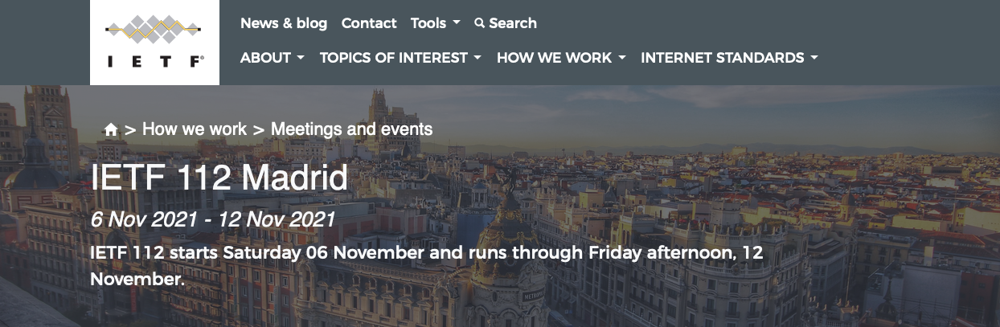 News & blog Contact Tools Search
IETF®
ABOUT TOPICS OF INTEREST HOW WE WORK INTERNET STANDARDS
> How we work > Meetings and events
IETF 112 Madrid
6 Nov 2021 - 12 Nov 2021
IETF 112 starts Saturday 06 November and runs through Friday afternoon, 12
November.
METROPOLIS